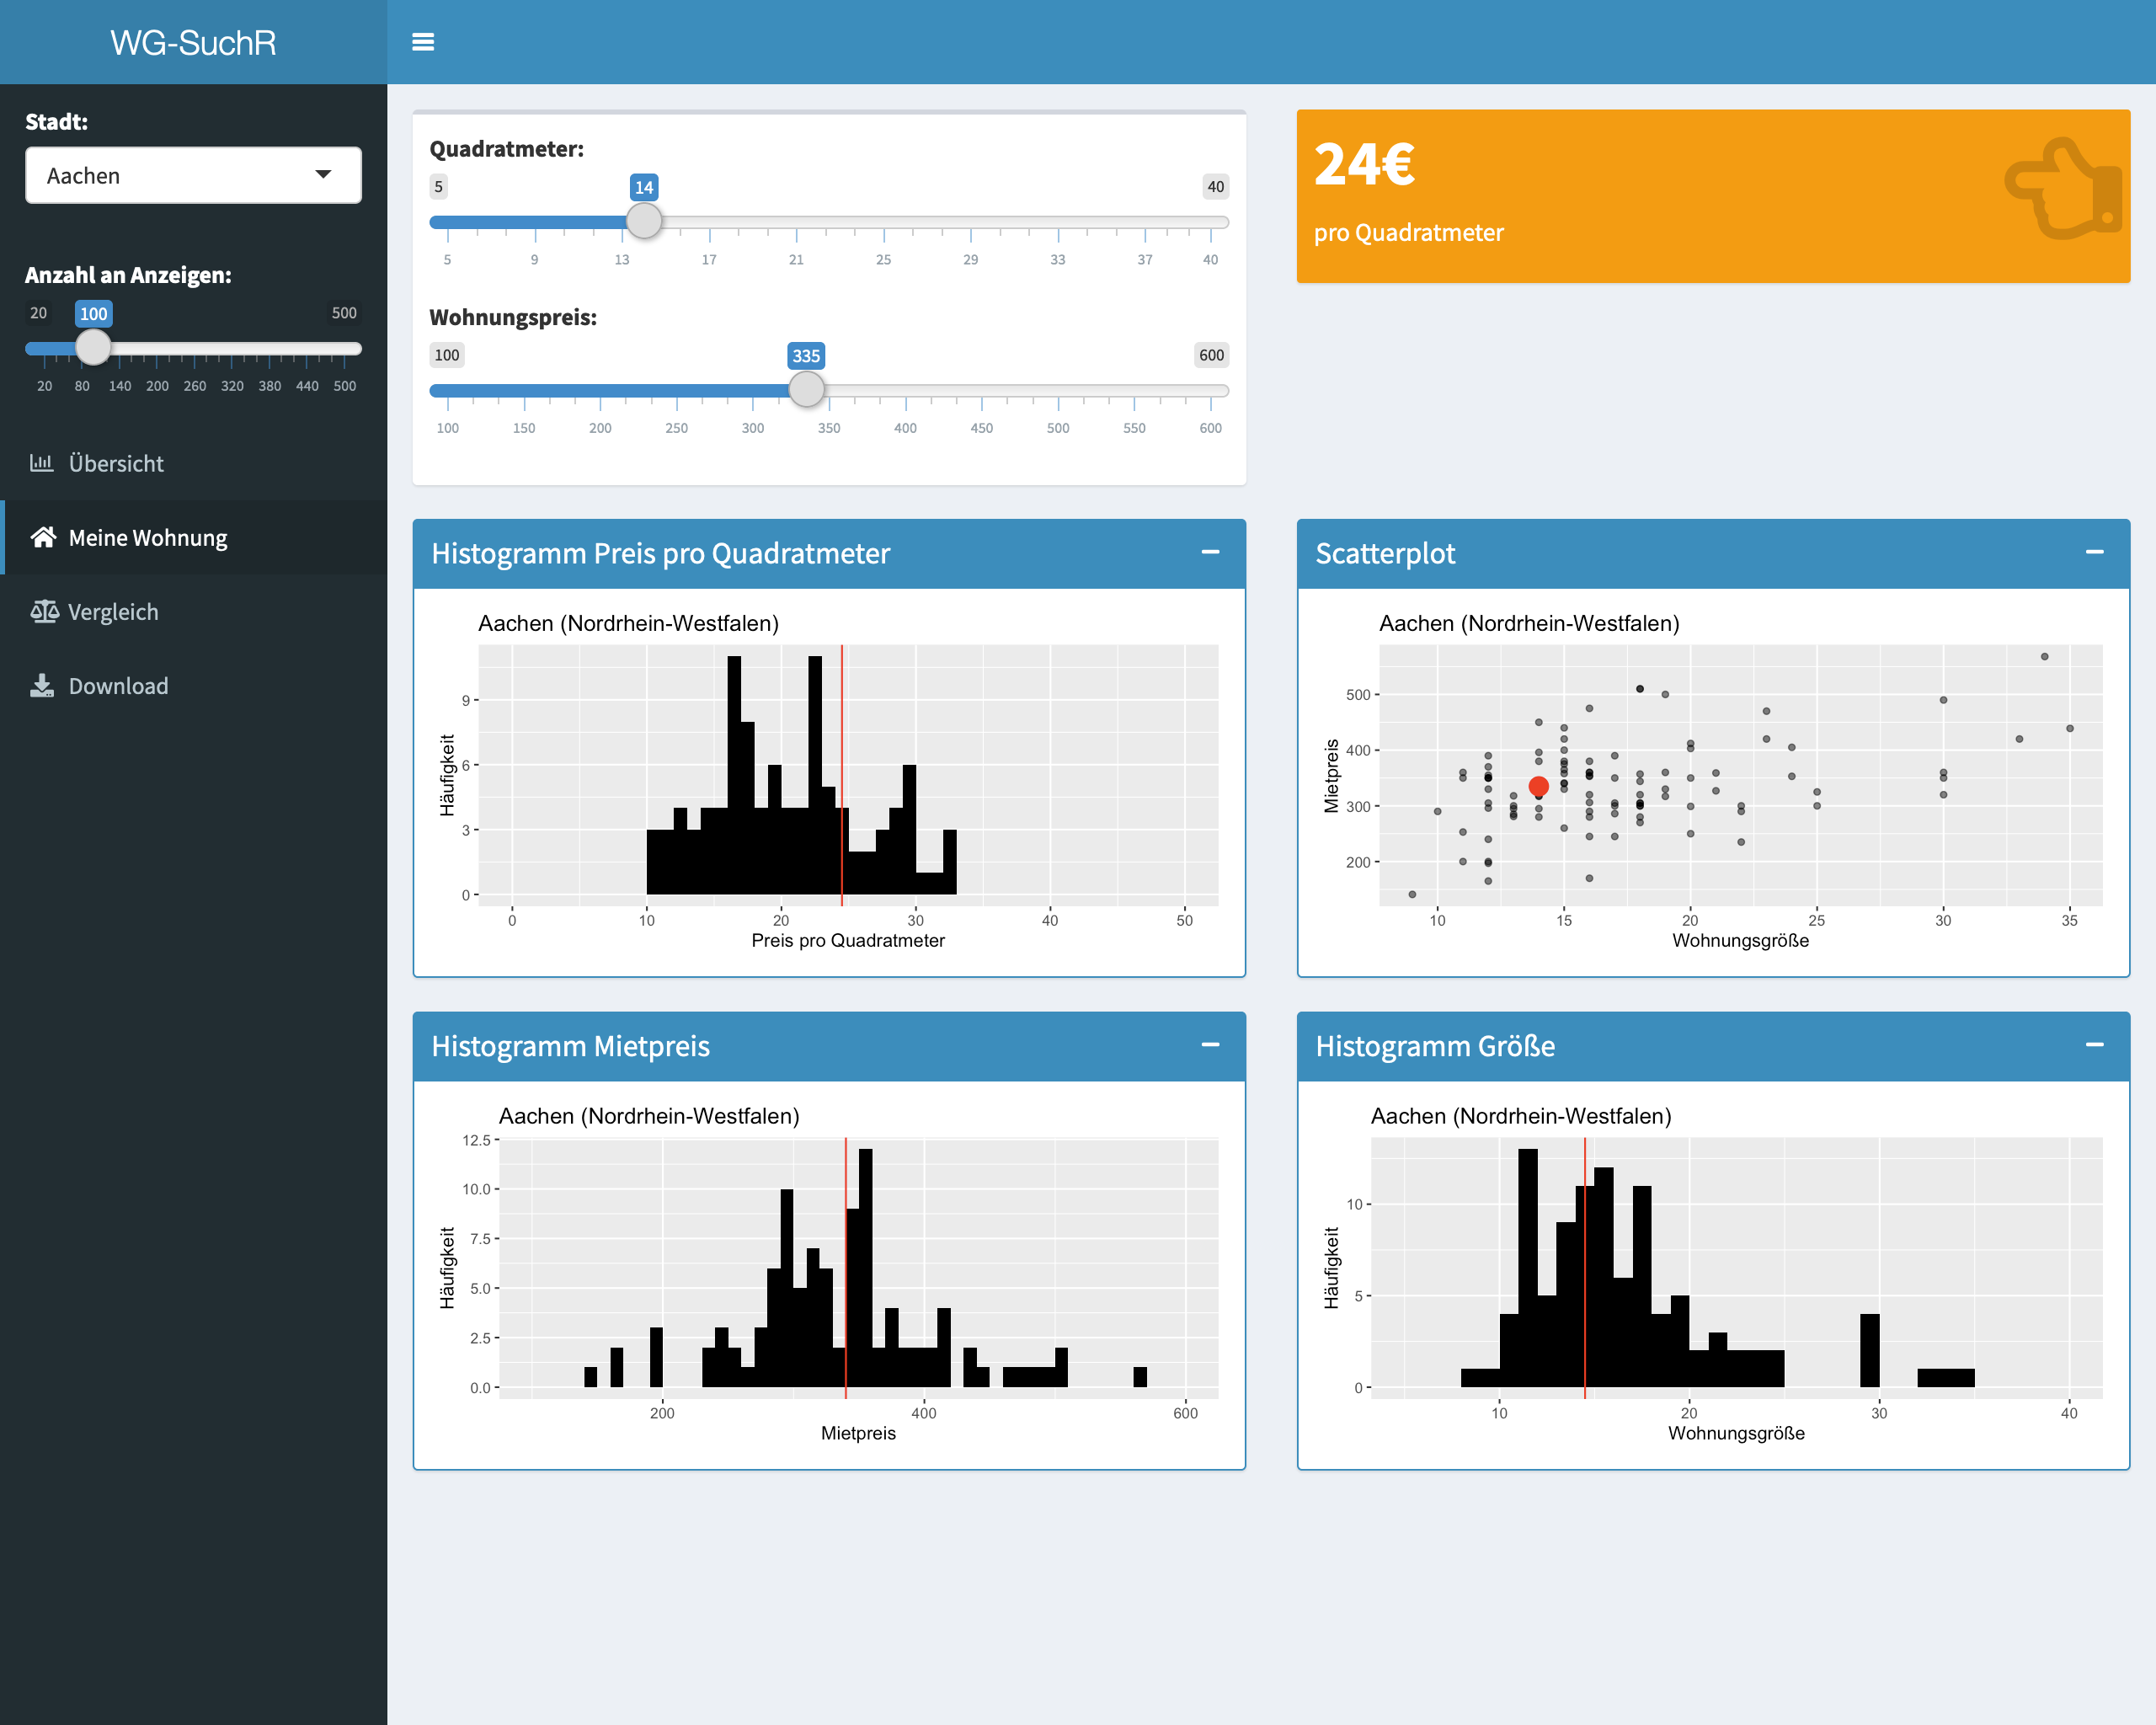 WG-SuchR
Stadt:
Aachen
Anzahl an Anzeigen:
20 100 500
20 80 140 200 260 320 380 440 500
Übersicht
Meine Wohnung
Vergleich
Download
Quadratmeter:
5 14 40
5 9 13 17 21 25 29 33 37 40
Wohnungspreis:
100 335 600
100 150 200 250 300 350 400 450 500 550 600
24€
pro Quadratmeter
Histogramm Preis pro Quadratmeter
Aachen (Nordrhein-Westfalen)
Häufigkeit
9
6
3
0
0 10 20 30 40 50
Preis pro Quadratmeter
Scatterplot
Aachen (Nordrhein-Westfalen)
Mietpreis
500
400
300
200
10 15 20 25 30 35
Wohnungsgröße
Histogramm Mietpreis
Aachen (Nordrhein-Westfalen)
Häufigkeit
12.5
10.0
7.5
5.0
2.5
0.0
200 400 600
Mietpreis
Histogramm Größe
Aachen (Nordrhein-Westfalen)
Häufigkeit
10
5
0
10 20 30 40
Wohnungsgröße